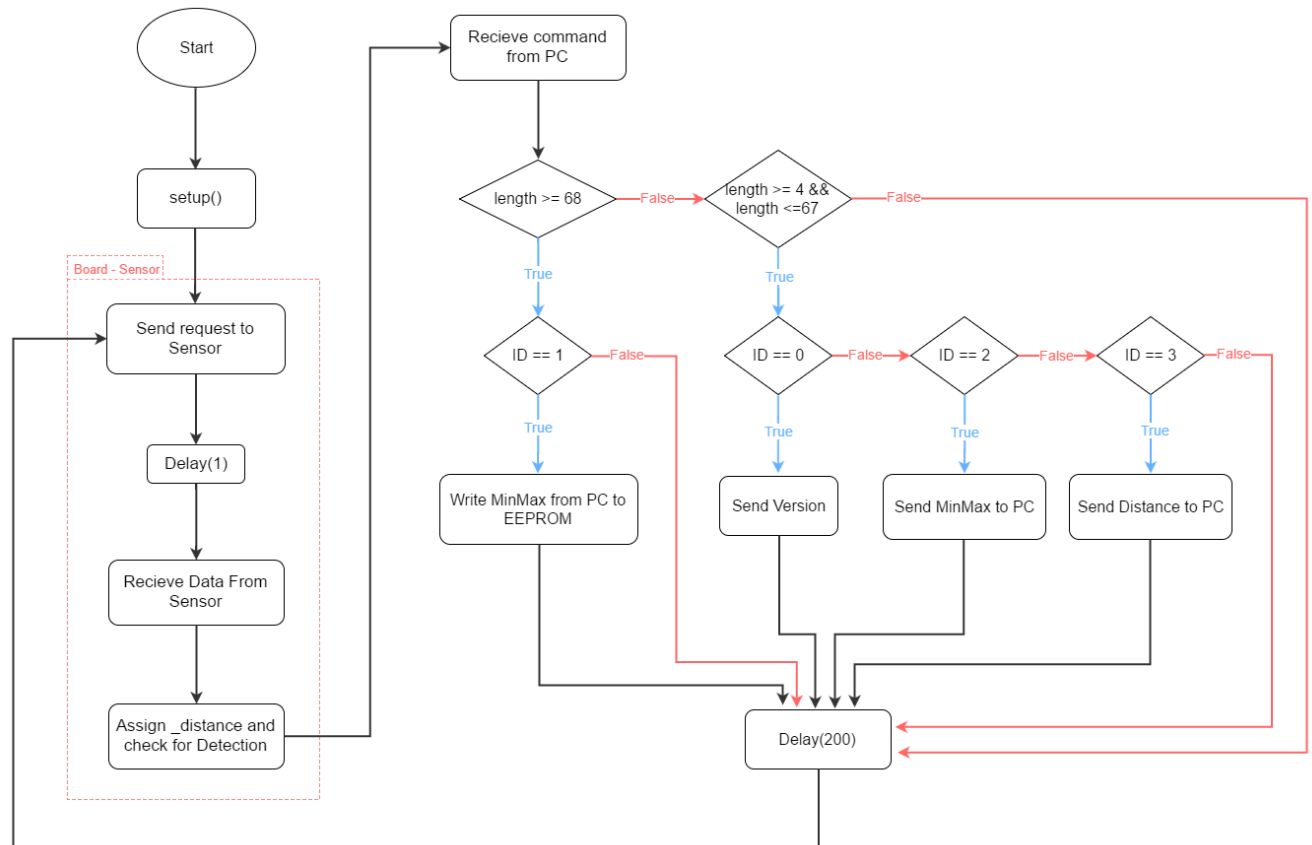 Start
setup()
Board - Sensor
Send request to
Sensor
Delay(1)
Recieve Data From
Sensor
Assign _distance and
check for Detection
Recieve command
from PC
length >= 68
False
length >= 4 &&
length <=67
False
True
True
ID == 1
False
ID == 0
False
ID == 2
False
ID == 3
False
True
True
True
True
Write MinMax from PC to
EEPROM
Send Version
Send MinMax to PC
Send Distance to PC
Delay(200)